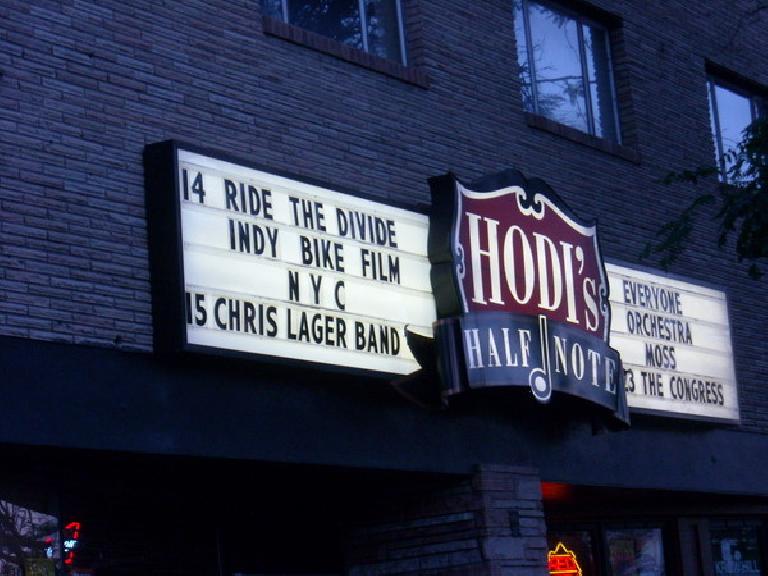 14 RIDE THE DIVIDE
INDY BIKE FILM
NYC
15 CHRIS LAGER BAND
HODI'S
HALF NOTE
EVERYONE
ORCHESTRA
MOSS
23 THE CONGRESS